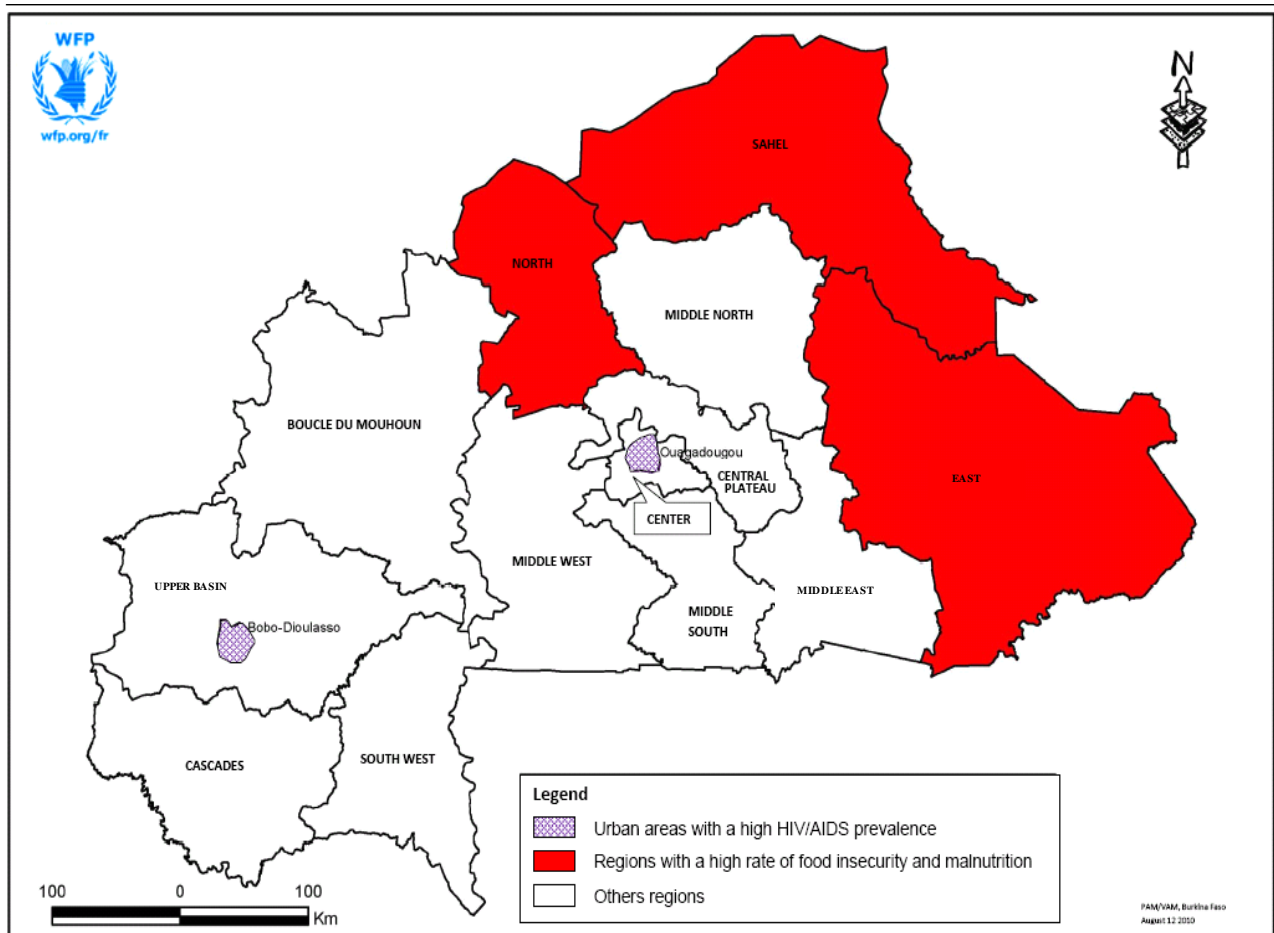 WFP
wfp.org/fr
N
SAHEL
NORTH
MIDDLE NORTH
BOUCLE DU MOUHOUN
Ouagadougou
CENTRAL
PLATEAU
EAST
CENTER
MIDDLE WEST
UPPER BASIN
MIDDLE EAST
MIDDLE
SOUTH
Bobo-Dioulasso
CASCADES
SOUTH WEST
Legend
Urban areas with a high HIV/AIDS prevalence
Regions with a high rate of food insecurity and malnutrition
Others regions
100 0 100
Km
PAM/VAM, Burkina Faso
August 12 2010